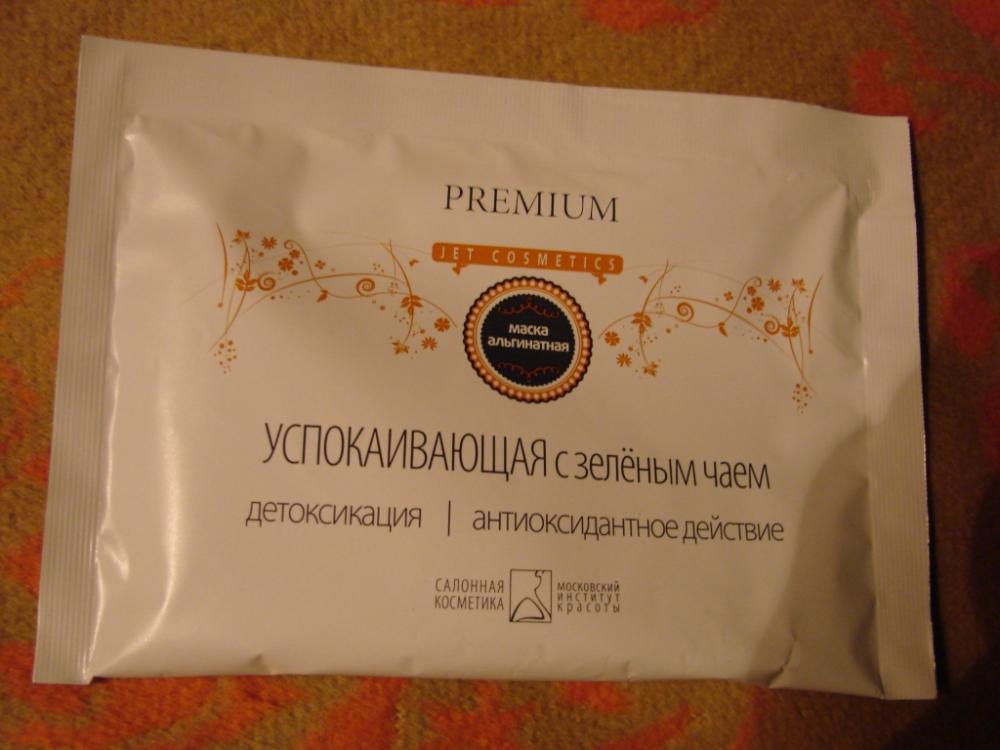 PREMIUM
JET COSMETICS
маска
альгинатная
УСПОКАИВАЮЩАЯ с зелёным чаем
детоксикация | антиоксидантное действие
САЛОННАЯ
КОСМЕТИКА
МОСКОВСКИЙ
ИНСТИТУТ
КРАСОТЫ